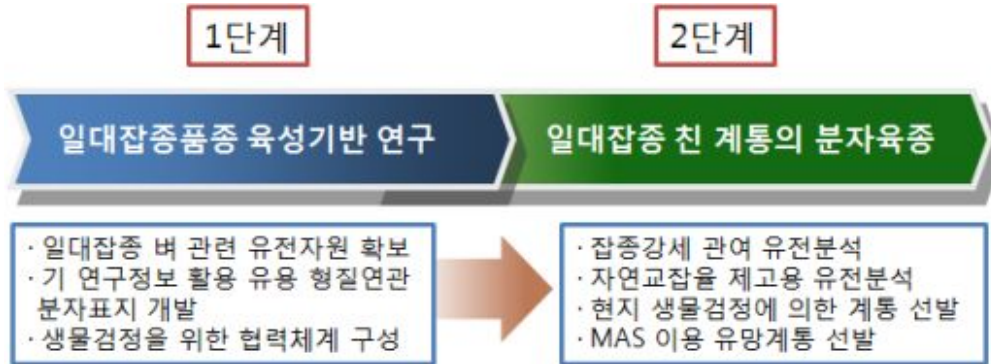 1단계
2단계
일대잡종품종 육성기반 연구
일대잡종 친 계통의 분자육종
· 일대잡종 벼 관련 유전자원 확보
· 기 연구정보 활용 유용 형질연관
분자표지 개발
· 생물검정을 위한 협력체계 구성
· 잡종강세 관여 유전분석
· 자연교잡율 제고용 유전분석
· 현지 생물검정에 의한 계통 선발
· MAS 이용 유망계통 선발